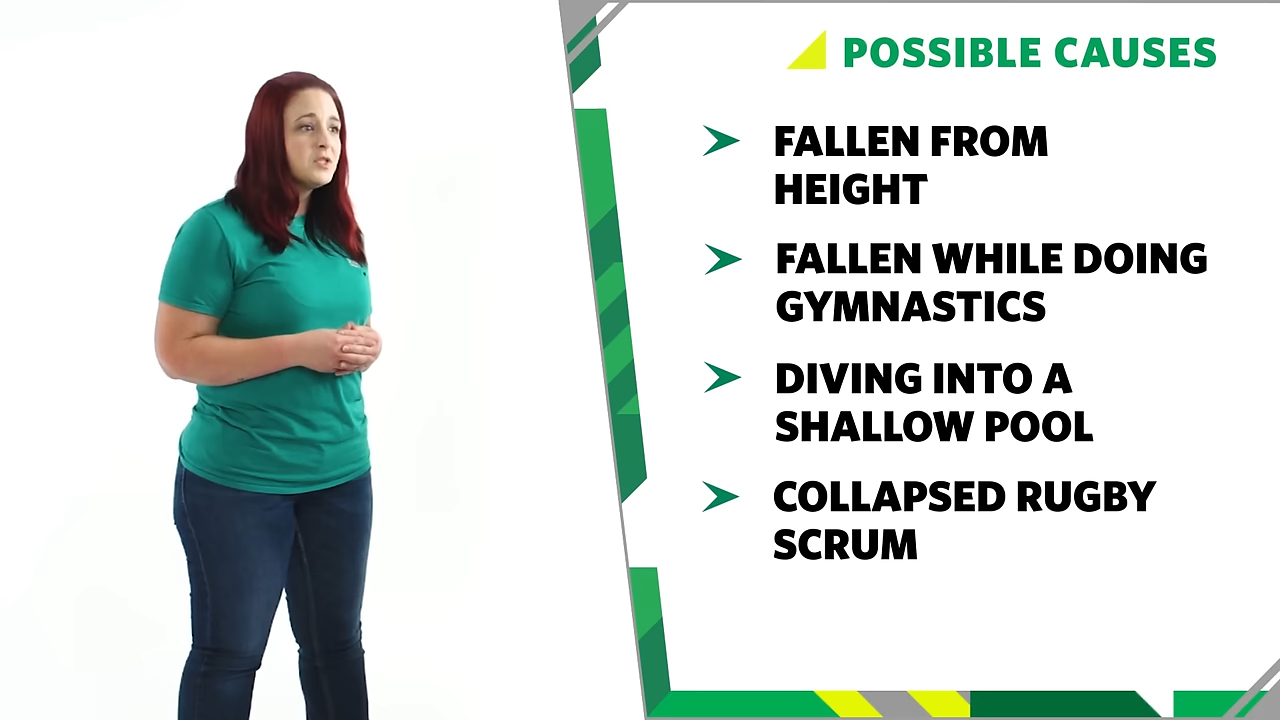 POSSIBLE CAUSES
FALLEN FROM
HEIGHT
FALLEN WHILE DOING
GYMNASTICS
DIVING INTO A
SHALLOW POOL
COLLAPSED RUGBY
SCRUM